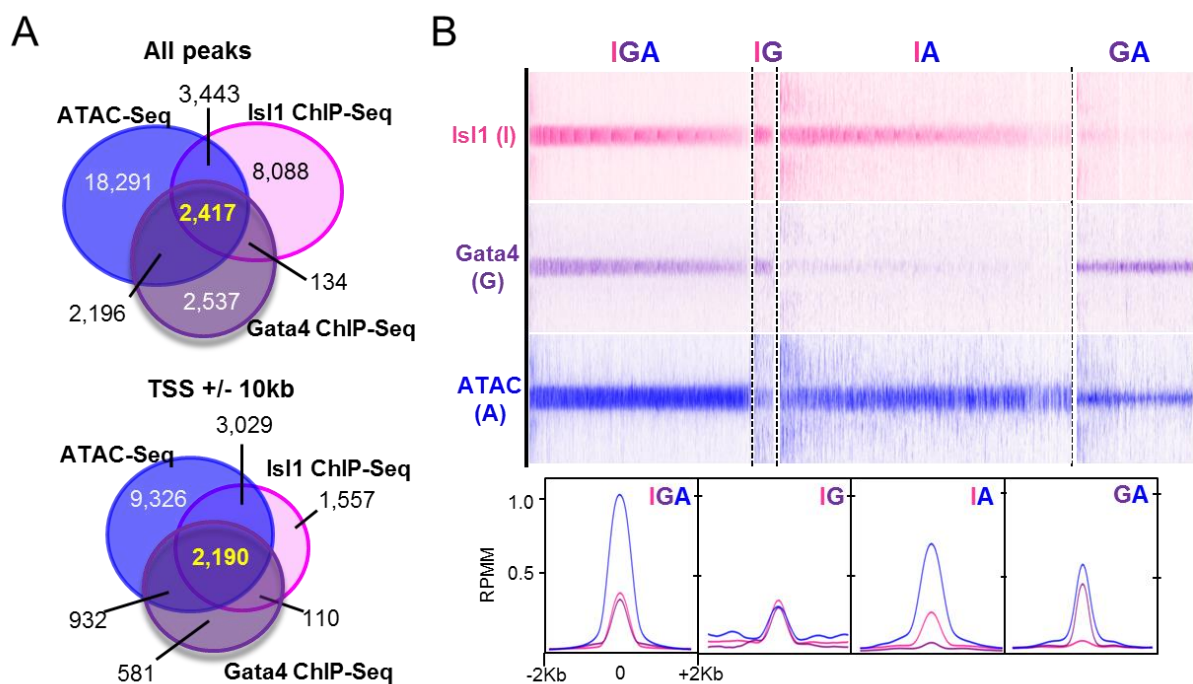 A
All peaks
3,443
ATAC-Seq
Isl1 ChIP-Seq
18,291
8,088
2,417
134
2,196
2,537
Gata4 ChIP-Seq
TSS +/- 10kb
3,029
ATAC-Seq
Isl1 ChIP-Seq
9,326
1,557
2,190
932
110
581
Gata4 ChIP-Seq
B
IGA IG IA GA
Isl1 (I)
Gata4
(G)
ATAC
(A)
IGA IG IA GA
1.0
0.5
RPMM
-2Kb 0 +2Kb